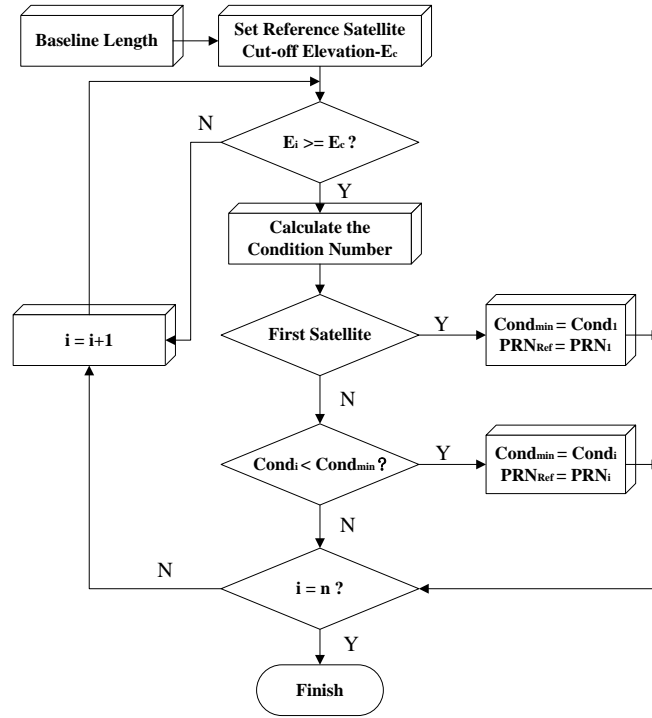 Baseline Length
Set Reference Satellite
Cut-off Elevation-Ec
N
Ei >= Ec ?
Y
Calculate the
Condition Number
i = i+1
First Satellite
Y
Condmin = Cond1
PRNRef = PRN1
N
Condi < Condmin ?
Y
Condmin = Condi
PRNRef = PRNi
N
N
i = n ?
Y
Finish